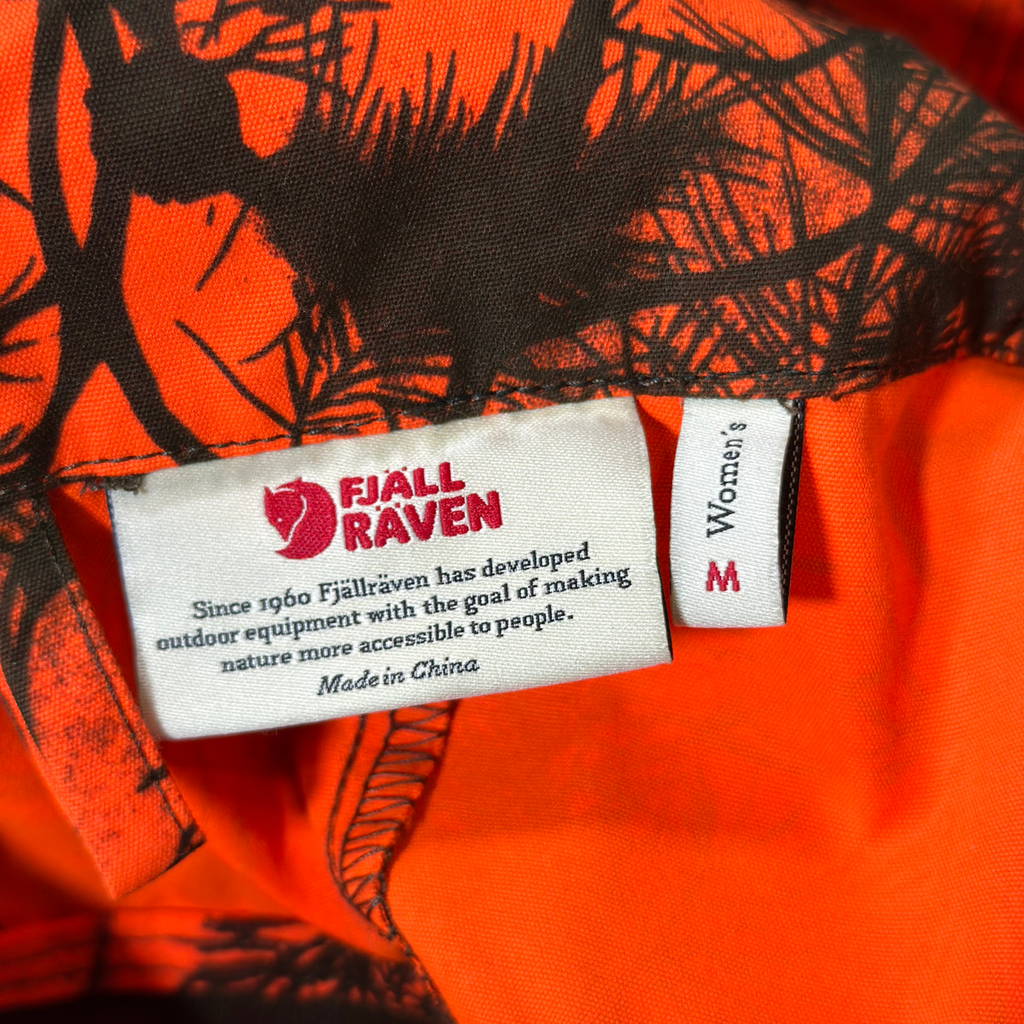 FJÄLL
RÄVEN
Since 1960 Fjällräven has developed
outdoor equipment with the goal of making
nature more accessible to people.
Made in China
Women's
M